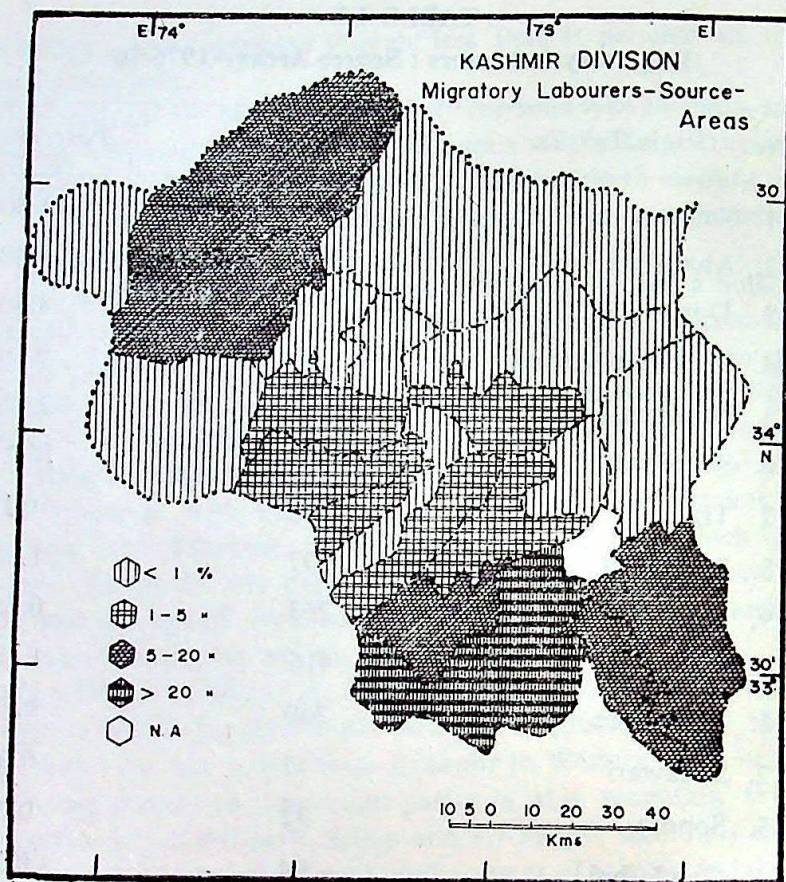 E 74°
75° E
KASHMIR DIVISION
Migratory Labourers-Source-
Areas
30
34°
N
< 1 %
1-5 "
5-20 "
> 20 "
N A
30'
33°
10 5 0 10 20 30 40
Kms